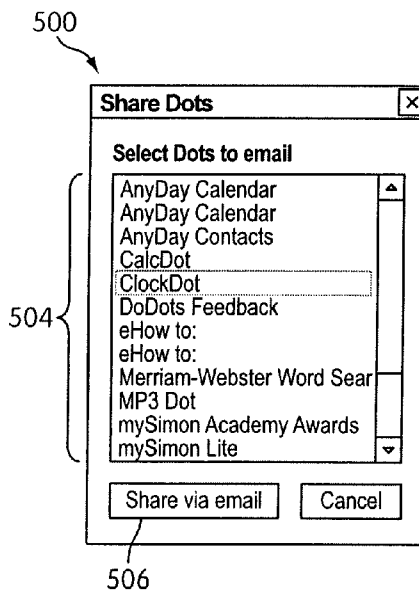 500
Share Dots
Select Dots to email
AnyDay Calendar
AnyDay Calendar
AnyDay Contacts
CalcDot
ClockDot
DoDots Feedback
504
eHow to:
eHow to:
Merriam-Webster Word Sear
MP3 Dot
mySimon Academy Awards
mySimon Lite
Share via email Cancel
506